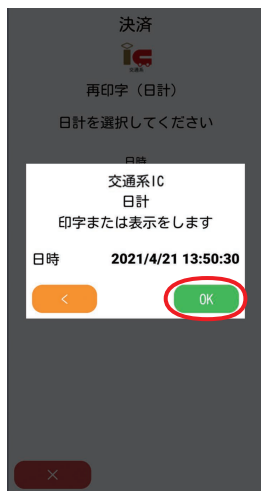 決済
ic
交通系
再印字（日計）
日計を選択してください
日時
交通系IC
日計
印字または表示をします
日時 2021/4/21 13:50:30
< OK
×